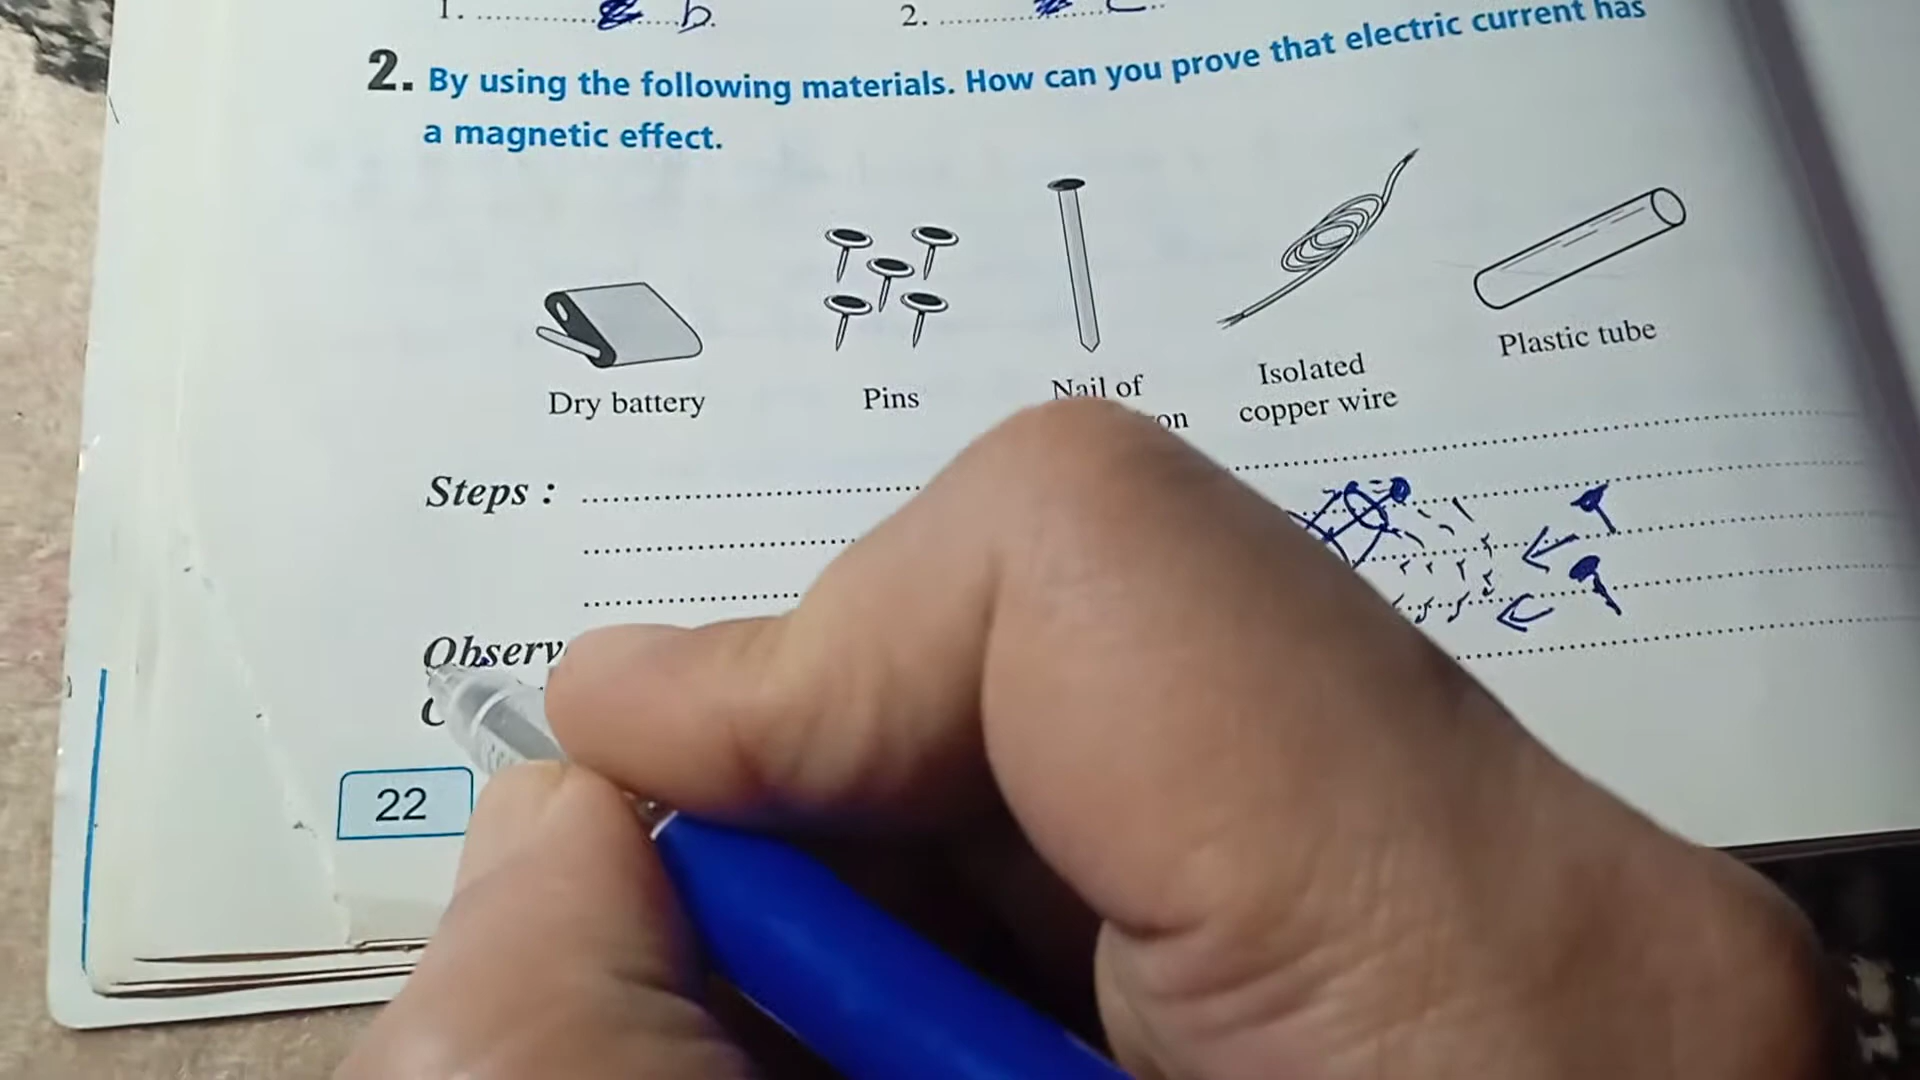 1. .................... b.
2. ....................
2. By using the following materials. How can you prove that electric current has
a magnetic effect.
Dry battery
Pins
Nail of
Isolated
copper wire
Plastic tube
Steps :
22